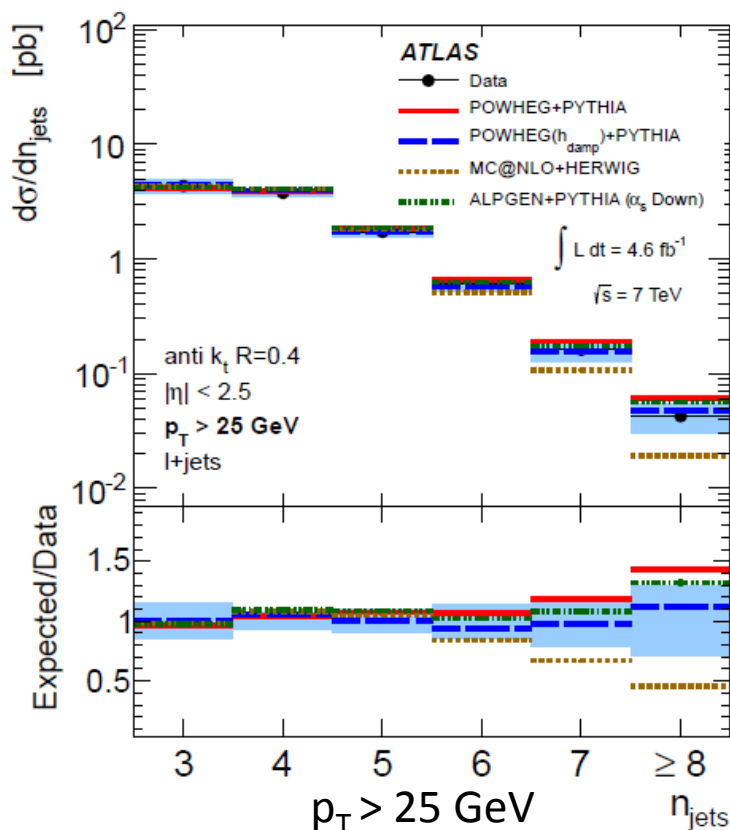 dσ/dn_jets [pb]
10²
10
1
10⁻¹
10⁻²
ATLAS
Data
POWHEG+PYTHIA
POWHEG(h_damp)+PYTHIA
MC@NLO+HERWIG
ALPGEN+PYTHIA (α_s Down)
∫ L dt = 4.6 fb⁻¹
√s = 7 TeV
anti k_t R=0.4
|η| < 2.5
p_T > 25 GeV
l+jets
Expected/Data
1.5
1
0.5
3 4 5 6 7 ≥ 8
p_T > 25 GeV
n_jets